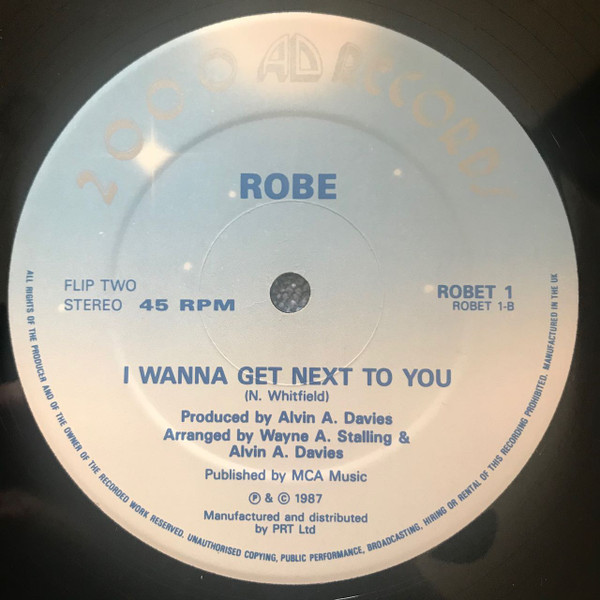 2000 AD RECORDS
ROBE
FLIP TWO
STEREO 45 RPM
ROBET 1
ROBET 1-B
I WANNA GET NEXT TO YOU
(N. Whitfield)
Produced by Alvin A. Davies
Arranged by Wayne A. Stalling &
Alvin A. Davies
Published by MCA Music
Ⓟ & © 1987
Manufactured and distributed
by PRT Ltd
ALL RIGHTS OF THE PRODUCLR AND OF THE OWNER OF THE RECORDED WORK RESERVED. UNAUTHORISED COPYING, PUBLIC PERFORMANCE, BROADCASTING, HIRING OR RENTAL OF THIS RECORDING PROHIBITED. MANUFACTURED IN THE UK